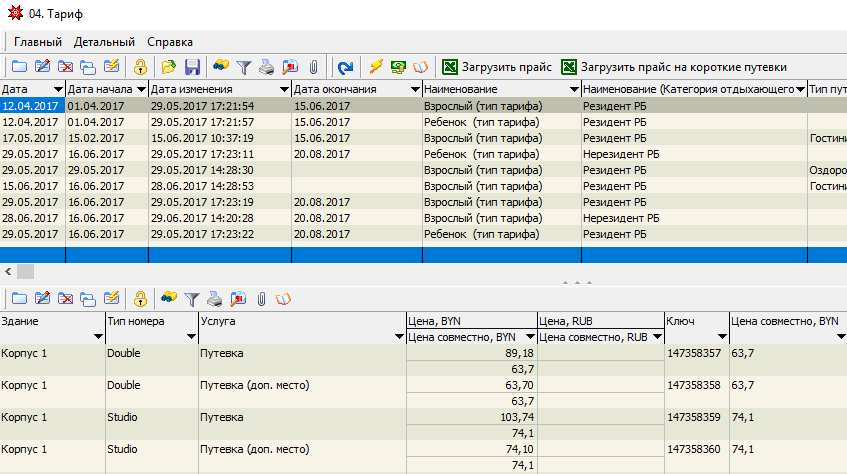 04. Тариф
Главный Детальный Справка
Загрузить прайс Загрузить прайс на короткие путевки
Дата Дата начала Дата изменения Дата окончания Наименование Наименование (Категория отдыхающего Тип пут
12.04.2017 01.04.2017 29.05.2017 17:21:54 15.06.2017 Взрослый (тип тарифа) Резидент РБ
12.04.2017 01.04.2017 29.05.2017 17:21:57 15.06.2017 Ребенок (тип тарифа) Резидент РБ
17.05.2017 15.02.2017 15.06.2017 10:37:19 15.06.2017 Взрослый (тип тарифа) Резидент РБ Гостини
29.05.2017 16.06.2017 29.05.2017 17:23:11 20.08.2017 Ребенок (тип тарифа) Нерезидент РБ
29.05.2017 29.05.2017 29.05.2017 14:28:30 Взрослый (тип тарифа) Резидент РБ Оздоро
15.06.2017 16.06.2017 28.06.2017 14:28:53 Взрослый (тип тарифа) Резидент РБ Гостини
29.05.2017 16.06.2017 29.05.2017 17:23:19 20.08.2017 Взрослый (тип тарифа) Резидент РБ
28.06.2017 16.06.2017 29.06.2017 14:20:28 20.08.2017 Взрослый (тип тарифа) Нерезидент РБ
29.05.2017 16.06.2017 29.05.2017 17:23:22 20.08.2017 Ребенок (тип тарифа) Резидент РБ
Здание Тип номера Услуга Цена, BYN Цена, RUB Ключ Цена совместно, BYN
Цена совместно, BYN Цена совместно, RUB
Корпус 1 Double Путевка 89,18 147358357 63,7
63,7
Корпус 1 Double Путевка (доп. место) 63,70 147358358 63,7
63,7
Корпус 1 Studio Путевка 103,74 147358359 74,1
74,1
Корпус 1 Studio Путевка (доп. место) 74,10 147358360 74,1
74,1